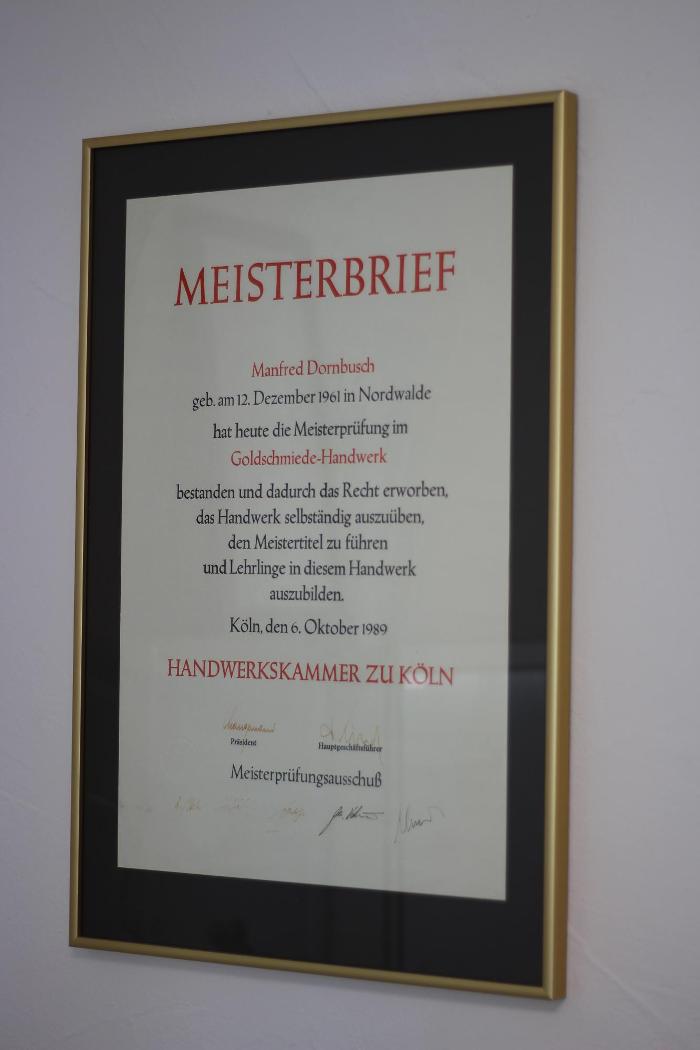 MEISTERBRIEF
Manfred Dornbusch
geb. am 12. Dezember 1961 in Nordwalde
hat heute die Meisterprüfung im
Goldschmiede-Handwerk
bestanden und dadurch das Recht erworben,
das Handwerk selbständig auszuüben,
den Meistertitel zu führen
und Lehrlinge in diesem Handwerk
auszubilden.
Köln, den 6. Oktober 1989
HANDWERKSKAMMER ZU KÖLN
Präsident Hauptgeschäftsführer
Meisterprüfungsausschuß